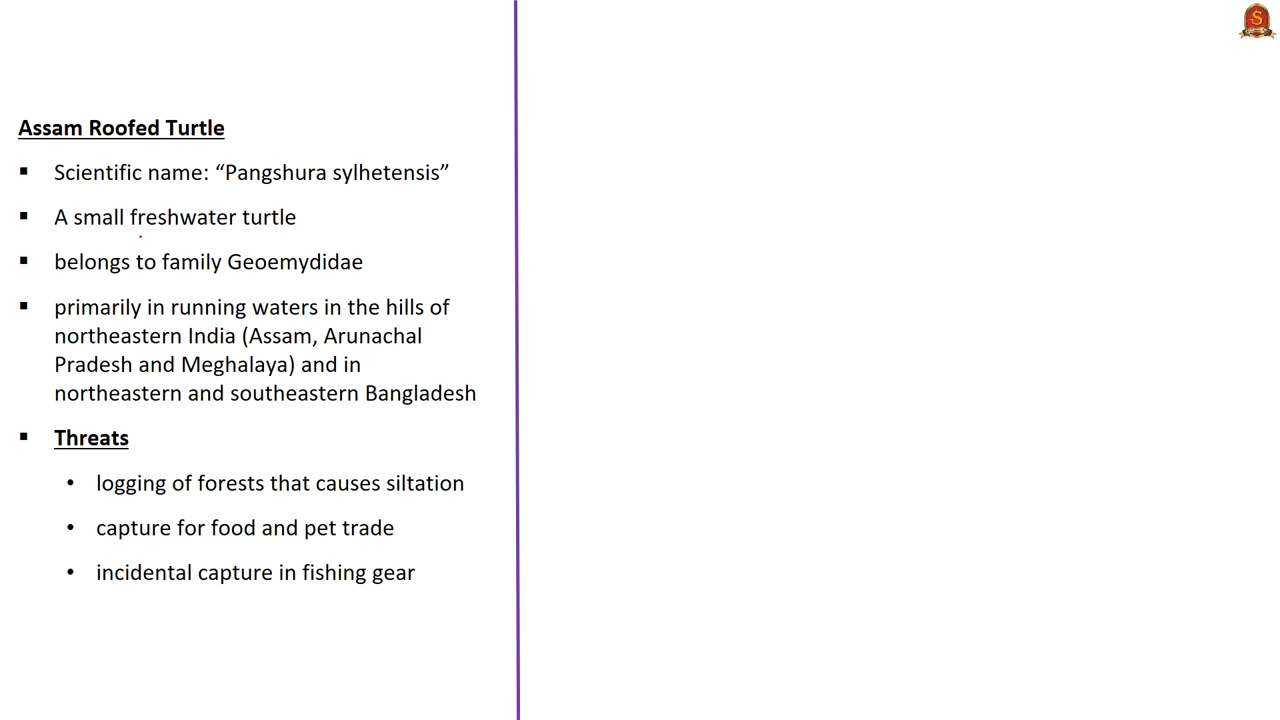 Assam Roofed Turtle
▪ Scientific name: “Pangshura sylhetensis”
▪ A small freshwater turtle
▪ belongs to family Geoemydidae
▪ primarily in running waters in the hills of
northeastern India (Assam, Arunachal
Pradesh and Meghalaya) and in
northeastern and southeastern Bangladesh
▪ Threats
• logging of forests that causes siltation
• capture for food and pet trade
• incidental capture in fishing gear
S